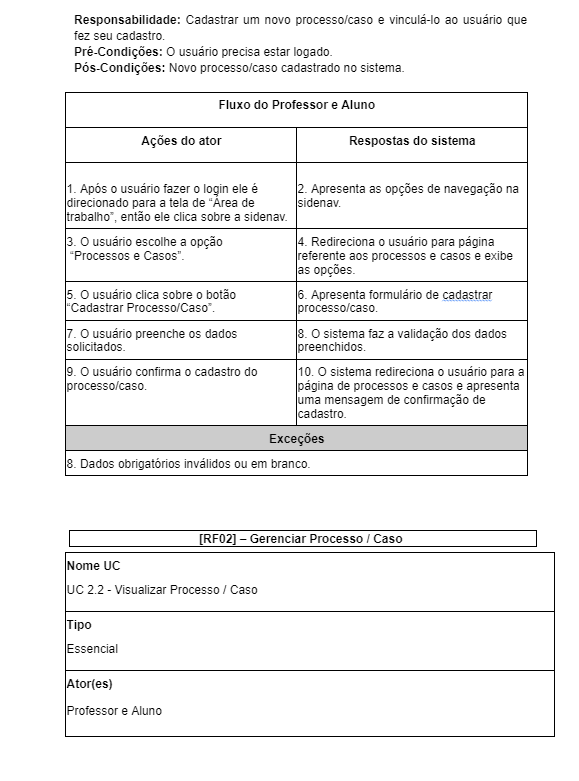 Responsabilidade: Cadastrar um novo processo/caso e vinculá-lo ao usuário que
fez seu cadastro.
Pré-Condições: O usuário precisa estar logado.
Pós-Condições: Novo processo/caso cadastrado no sistema.
Fluxo do Professor e Aluno
Ações do ator
Respostas do sistema
1. Após o usuário fazer o login ele é
direcionado para a tela de “Área de
trabalho”, então ele clica sobre a sidenav.
2. Apresenta as opções de navegação na
sidenav.
3. O usuário escolhe a opção
“Processos e Casos”.
4. Redireciona o usuário para página
referente aos processos e casos e exibe
as opções.
5. O usuário clica sobre o botão
“Cadastrar Processo/Caso”.
6. Apresenta formulário de cadastrar
processo/caso.
7. O usuário preenche os dados
solicitados.
8. O sistema faz a validação dos dados
preenchidos.
9. O usuário confirma o cadastro do
processo/caso.
10. O sistema redireciona o usuário para a
página de processos e casos e apresenta
uma mensagem de confirmação de
cadastro.
Exceções
8. Dados obrigatórios inválidos ou em branco.
[RF02] – Gerenciar Processo / Caso
Nome UC
UC 2.2 - Visualizar Processo / Caso
Tipo
Essencial
Ator(es)
Professor e Aluno